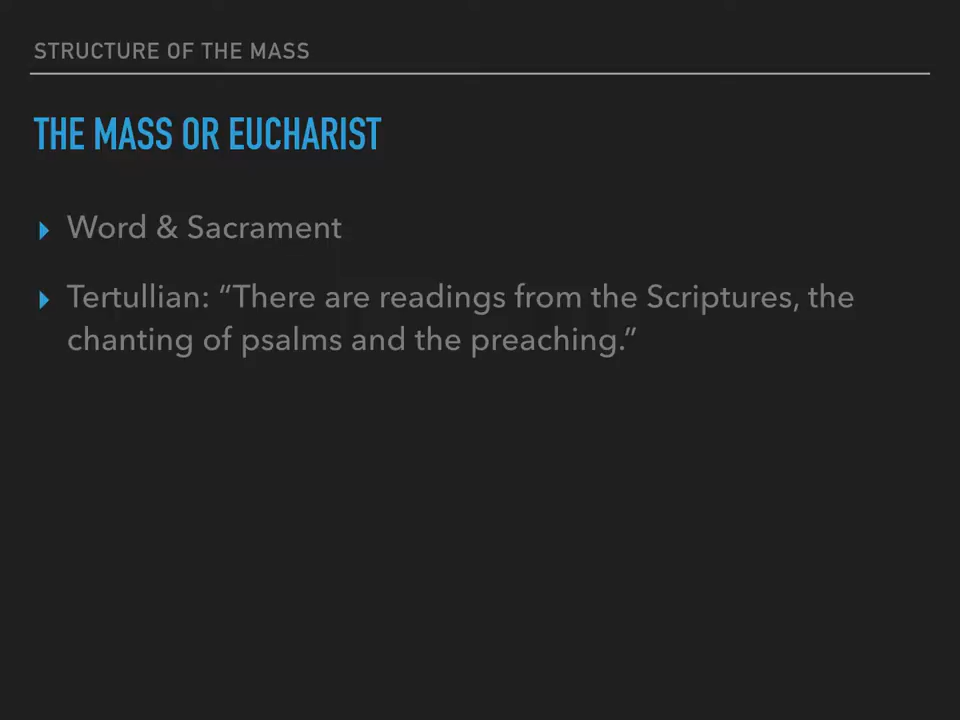 STRUCTURE OF THE MASS
THE MASS OR EUCHARIST
Word & Sacrament
Tertullian: “There are readings from the Scriptures, the
chanting of psalms and the preaching.”